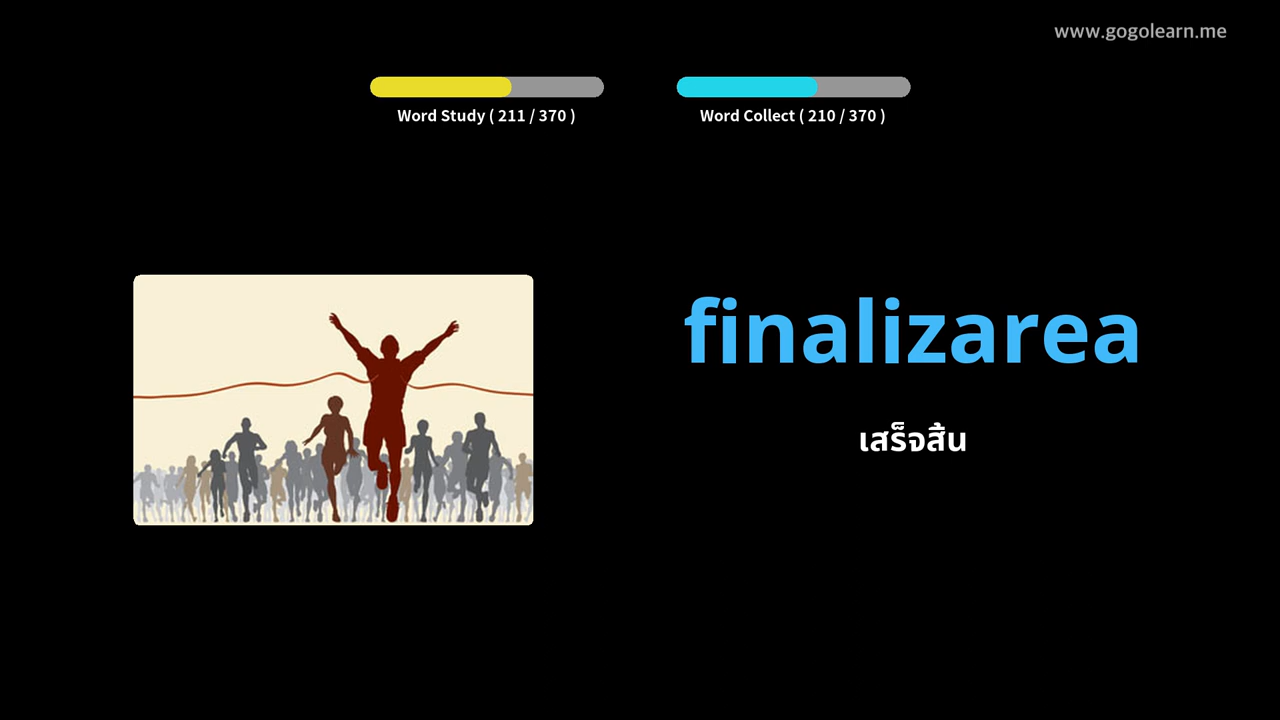 www.gogolearn.me
Word Study ( 211 / 370 )
Word Collect ( 210 / 370 )
finalizarea
เสร็จสิ้น